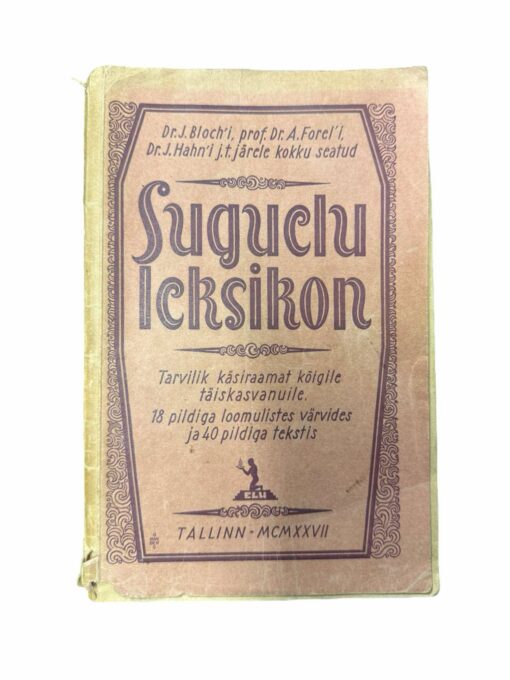 Dr. J. Bloch'i, prof. Dr. A. Forel'i,
Dr. J. Hahn'i j.t. järele kokku seatud
Suguelu
leksikon
Tarvilik käsiraamat kõigile
täiskasvanuile.
18 pildiga loomulistes värvides
ja 40 pildiga tekstis
ELU
TALLINN - MCMXXVII